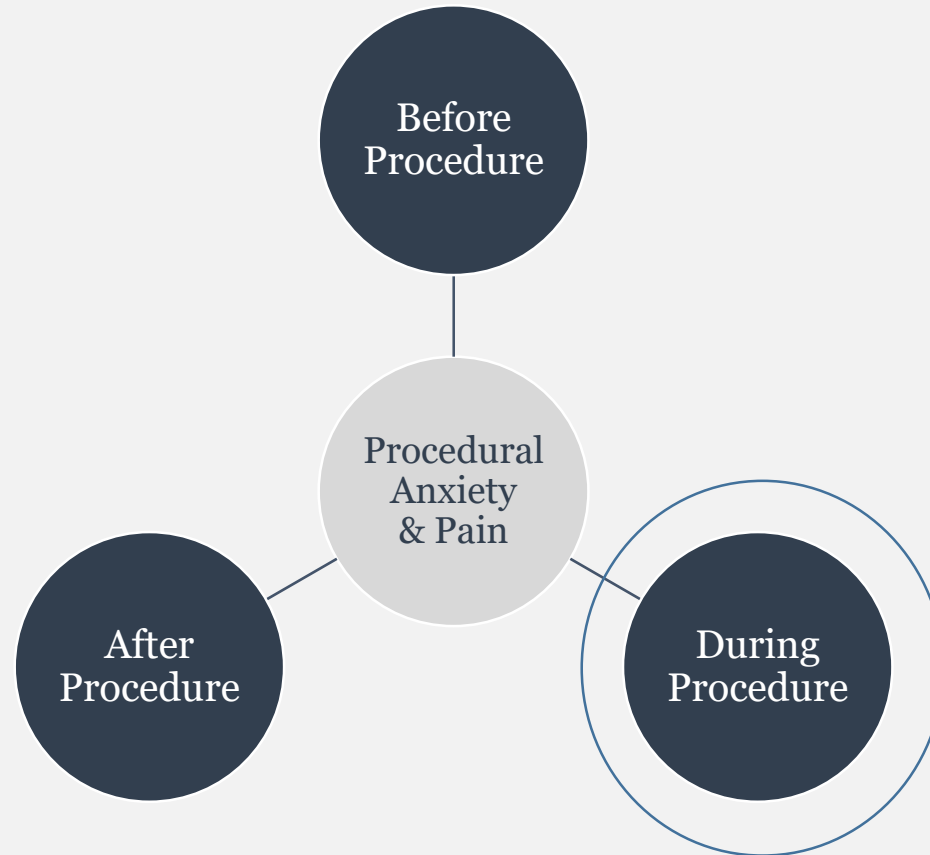 Before
Procedure
Procedural
Anxiety
& Pain
During
Procedure
After
Procedure